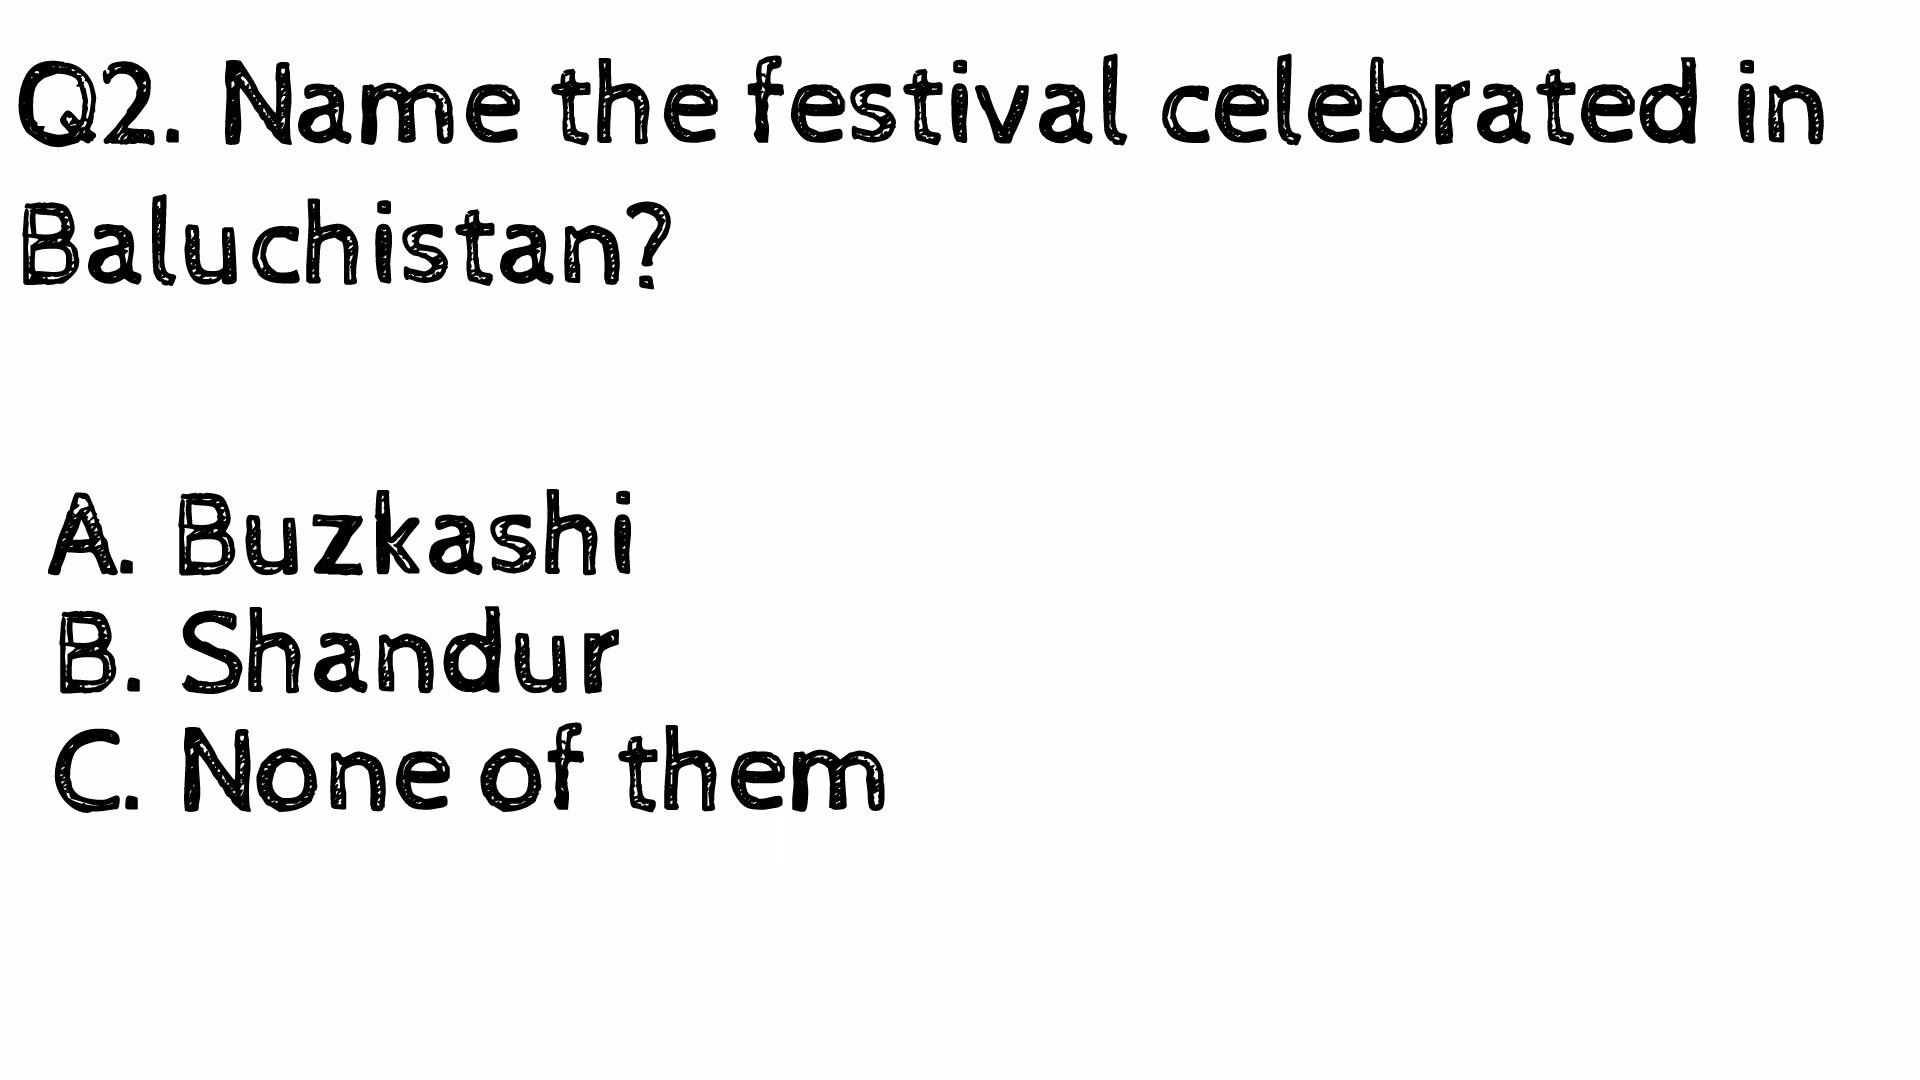 Q2. Name the festival celebrated in
Baluchistan?
A. Buzkashi
B. Shandur
C. None of them